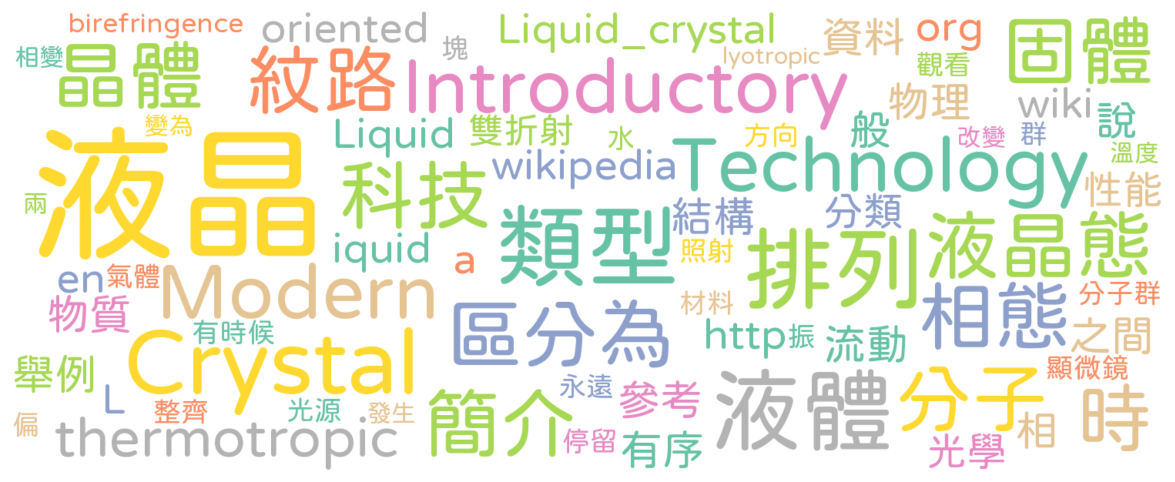 birefringence oriented Liquid_crystal 資料 org 固體
相變 晶體 紋路 塊 Introductory lyotropic 觀看
物理 wiki 說
變為 Liquid 雙折射 水 方向 般 改變 群 溫度
液晶 科技 wikipedia Technology 性能
兩 iquid a 類型 結構 照射 分類 排列 液晶態
en 氣體 Modern 材料 相態 分子群
物質 有時候 區分為 http 振 流動 之間
舉例 Crystal 永遠 顯微鏡
L 整齊 光源 發生 簡介 參考 液體 分子 時
偏 thermotropic 停留 有序 光學 相